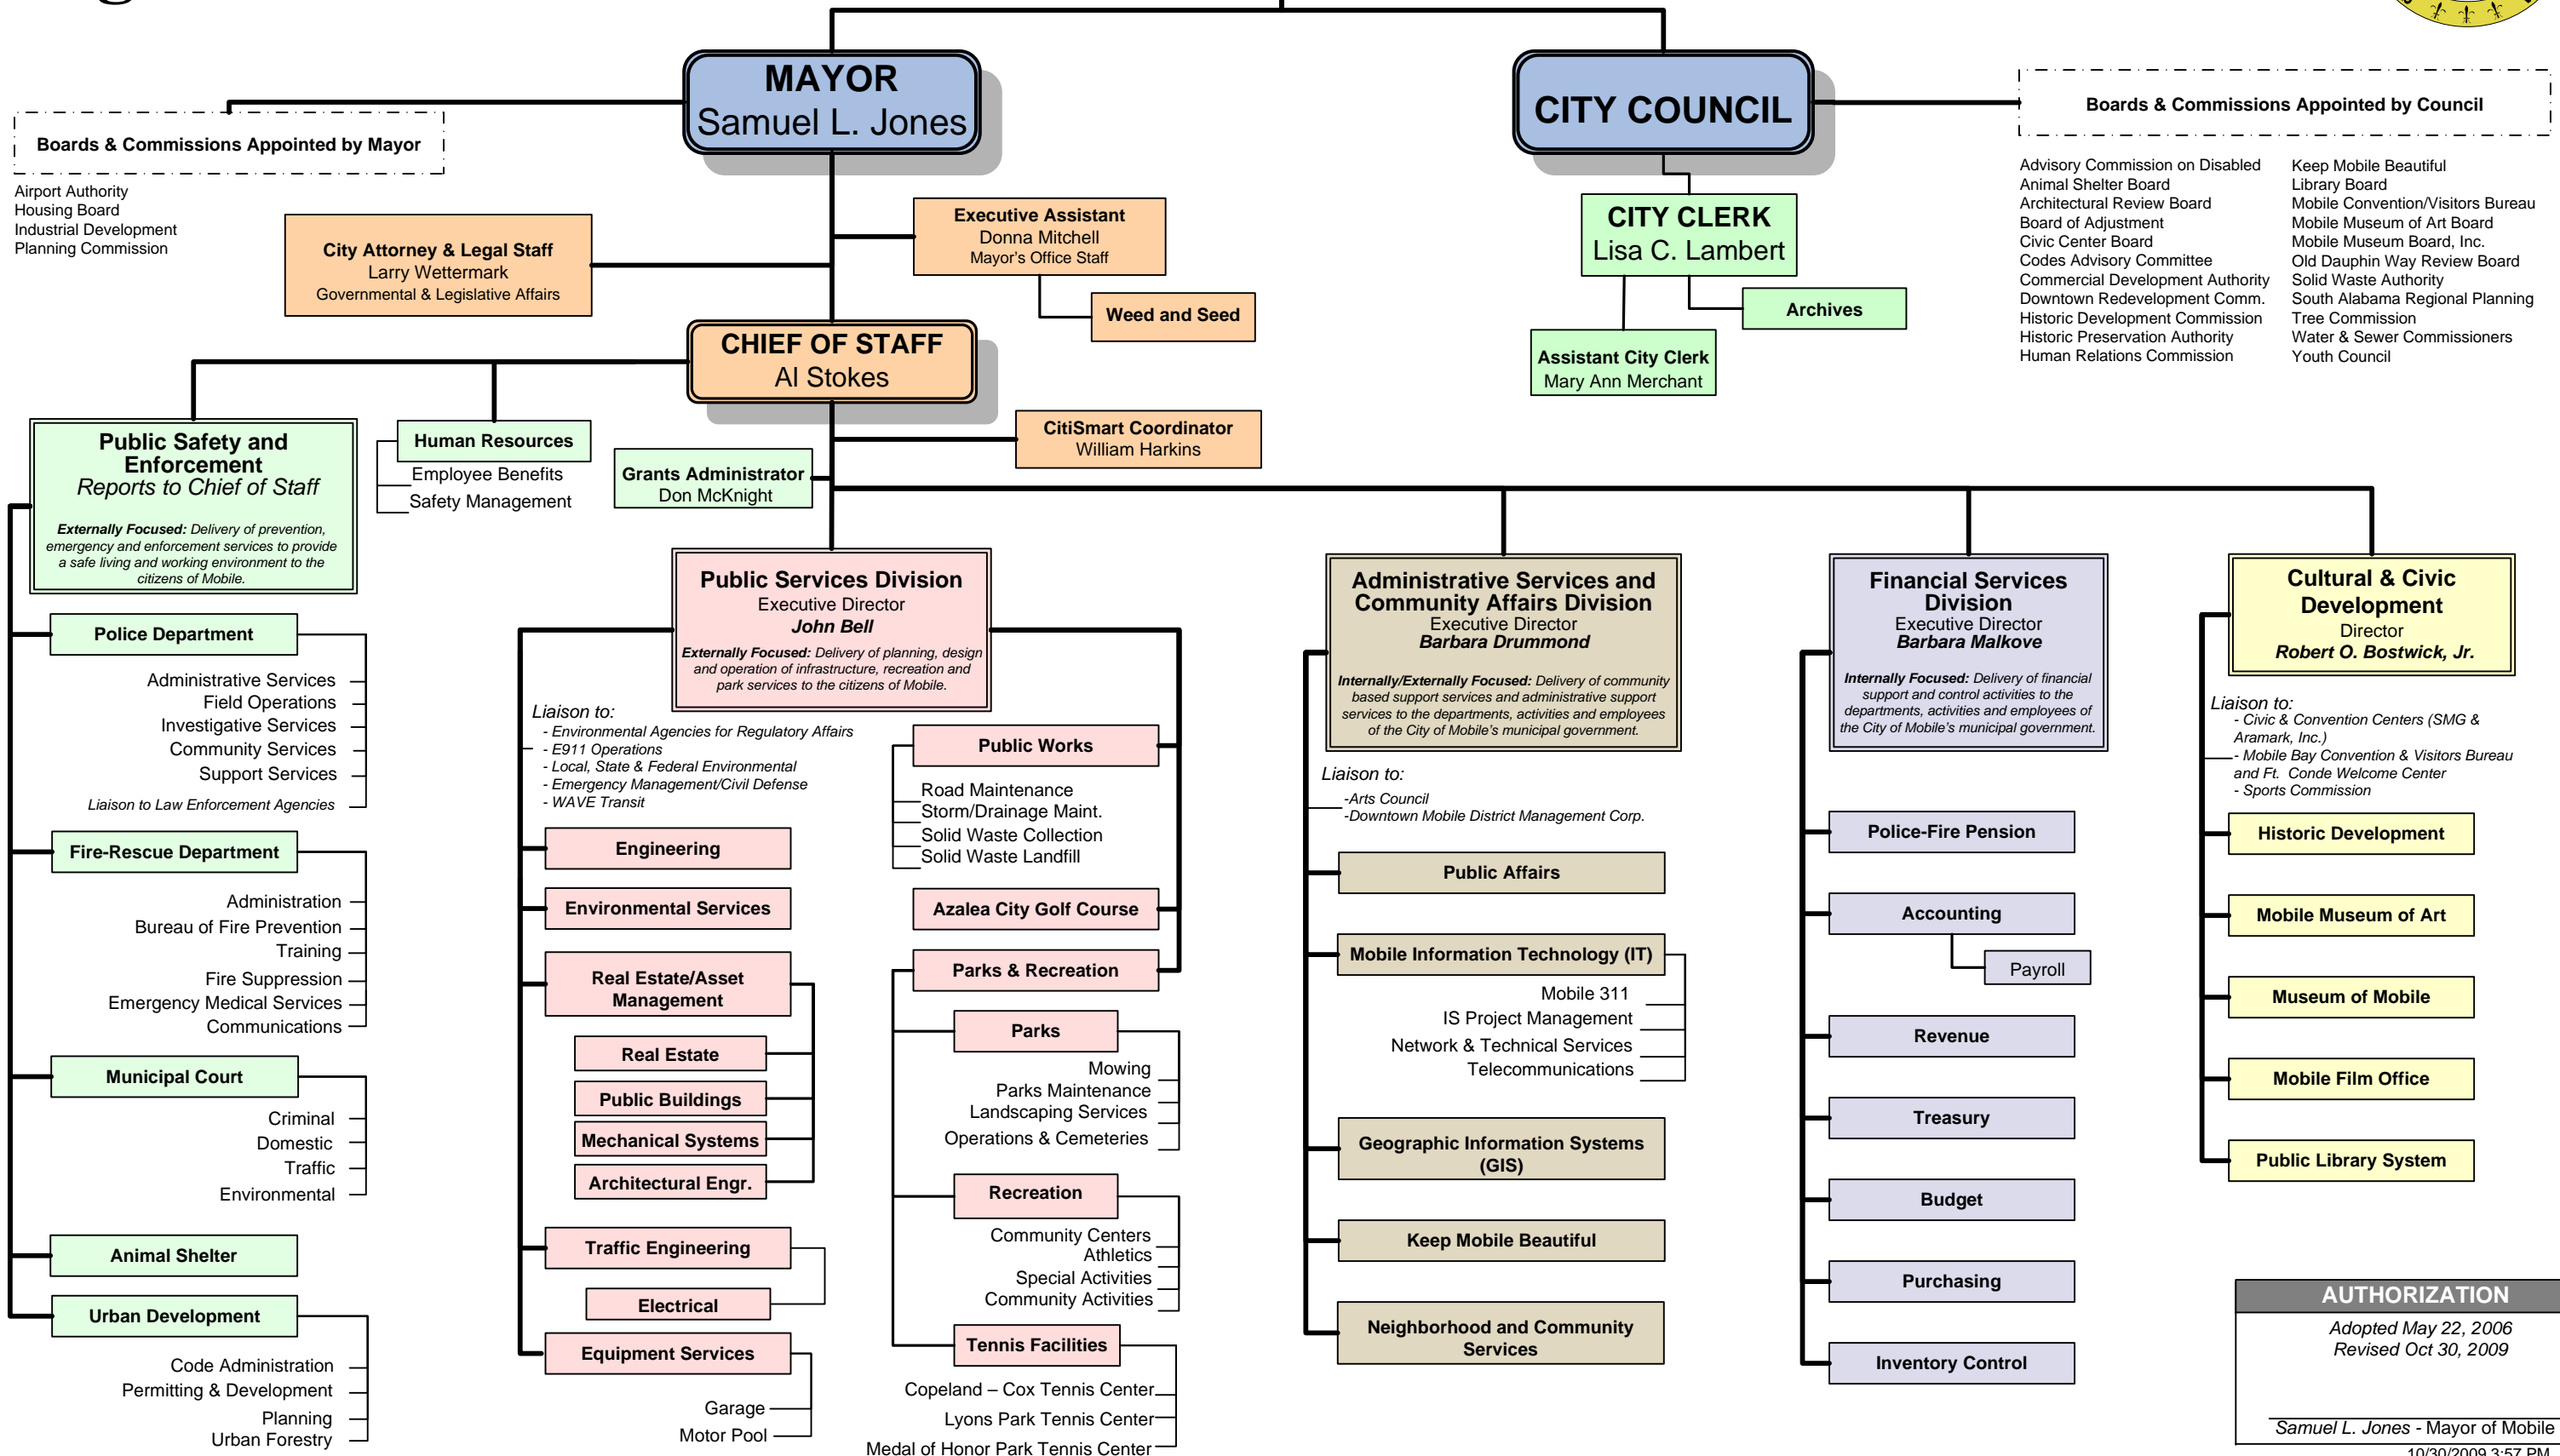 MAYOR
Samuel L. Jones
CITY COUNCIL
Boards & Commissions Appointed by Mayor
Airport Authority
Housing Board
Industrial Development
Planning Commission
Boards & Commissions Appointed by Council
Advisory Commission on Disabled
Animal Shelter Board
Architectural Review Board
Board of Adjustment
Civic Center Board
Codes Advisory Committee
Commercial Development Authority
Downtown Redevelopment Comm.
Historic Development Commission
Historic Preservation Authority
Human Relations Commission
Keep Mobile Beautiful
Library Board
Mobile Convention/Visitors Bureau
Mobile Museum of Art Board
Mobile Museum Board, Inc.
Old Dauphin Way Review Board
Solid Waste Authority
South Alabama Regional Planning
Tree Commission
Water & Sewer Commissioners
Youth Council
City Attorney & Legal Staff
Larry Wettermark
Governmental & Legislative Affairs
Executive Assistant
Donna Mitchell
Mayor's Office Staff
Weed and Seed
CITY CLERK
Lisa C. Lambert
Archives
Assistant City Clerk
Mary Ann Merchant
CHIEF OF STAFF
Al Stokes
CitiSmart Coordinator
William Harkins
Grants Administrator
Don McKnight
Human Resources
Employee Benefits
Safety Management
Public Safety and
Enforcement
Reports to Chief of Staff
Externally Focused: Delivery of prevention,
emergency and enforcement services to provide
a safe living and working environment to the
citizens of Mobile.
Police Department
Administrative Services
Field Operations
Investigative Services
Community Services
Support Services
Liaison to Law Enforcement Agencies
Fire-Rescue Department
Administration
Bureau of Fire Prevention
Training
Fire Suppression
Emergency Medical Services
Communications
Municipal Court
Criminal
Domestic
Traffic
Environmental
Animal Shelter
Urban Development
Code Administration
Permitting & Development
Planning
Urban Forestry
Public Services Division
Executive Director
John Bell
Externally Focused: Delivery of planning, design
and operation of infrastructure, recreation and
park services to the citizens of Mobile.
Liaison to:
- Environmental Agencies for Regulatory Affairs
- E911 Operations
- Local, State & Federal Environmental
- Emergency Management/Civil Defense
- WAVE Transit
Engineering
Environmental Services
Real Estate/Asset
Management
Real Estate
Public Buildings
Mechanical Systems
Architectural Engr.
Traffic Engineering
Electrical
Equipment Services
Garage
Motor Pool
Public Works
Road Maintenance
Storm/Drainage Maint.
Solid Waste Collection
Solid Waste Landfill
Azalea City Golf Course
Parks & Recreation
Parks
Mowing
Parks Maintenance
Landscaping Services
Operations & Cemeteries
Recreation
Community Centers
Athletics
Special Activities
Community Activities
Tennis Facilities
Copeland – Cox Tennis Center
Lyons Park Tennis Center
Medal of Honor Park Tennis Center
Administrative Services and
Community Affairs Division
Executive Director
Barbara Drummond
Internally/Externally Focused: Delivery of community
based support services and administrative support
services to the departments, activities and employees
of the City of Mobile's municipal government.
Liaison to:
-Arts Council
-Downtown Mobile District Management Corp.
Public Affairs
Mobile Information Technology (IT)
Mobile 311
IS Project Management
Network & Technical Services
Telecommunications
Geographic Information Systems
(GIS)
Keep Mobile Beautiful
Neighborhood and Community
Services
Financial Services
Division
Executive Director
Barbara Malkove
Internally Focused: Delivery of financial
support and control activities to the
departments, activities and employees of
the City of Mobile's municipal government.
Police-Fire Pension
Accounting
Payroll
Revenue
Treasury
Budget
Purchasing
Inventory Control
Cultural & Civic
Development
Director
Robert O. Bostwick, Jr.
Liaison to:
- Civic & Convention Centers (SMG &
Aramark, Inc.)
- Mobile Bay Convention & Visitors Bureau
and Ft. Conde Welcome Center
- Sports Commission
Historic Development
Mobile Museum of Art
Museum of Mobile
Mobile Film Office
Public Library System
AUTHORIZATION
Adopted May 22, 2006
Revised Oct 30, 2009
Samuel L. Jones - Mayor of Mobile
10/30/2009 3:57 PM